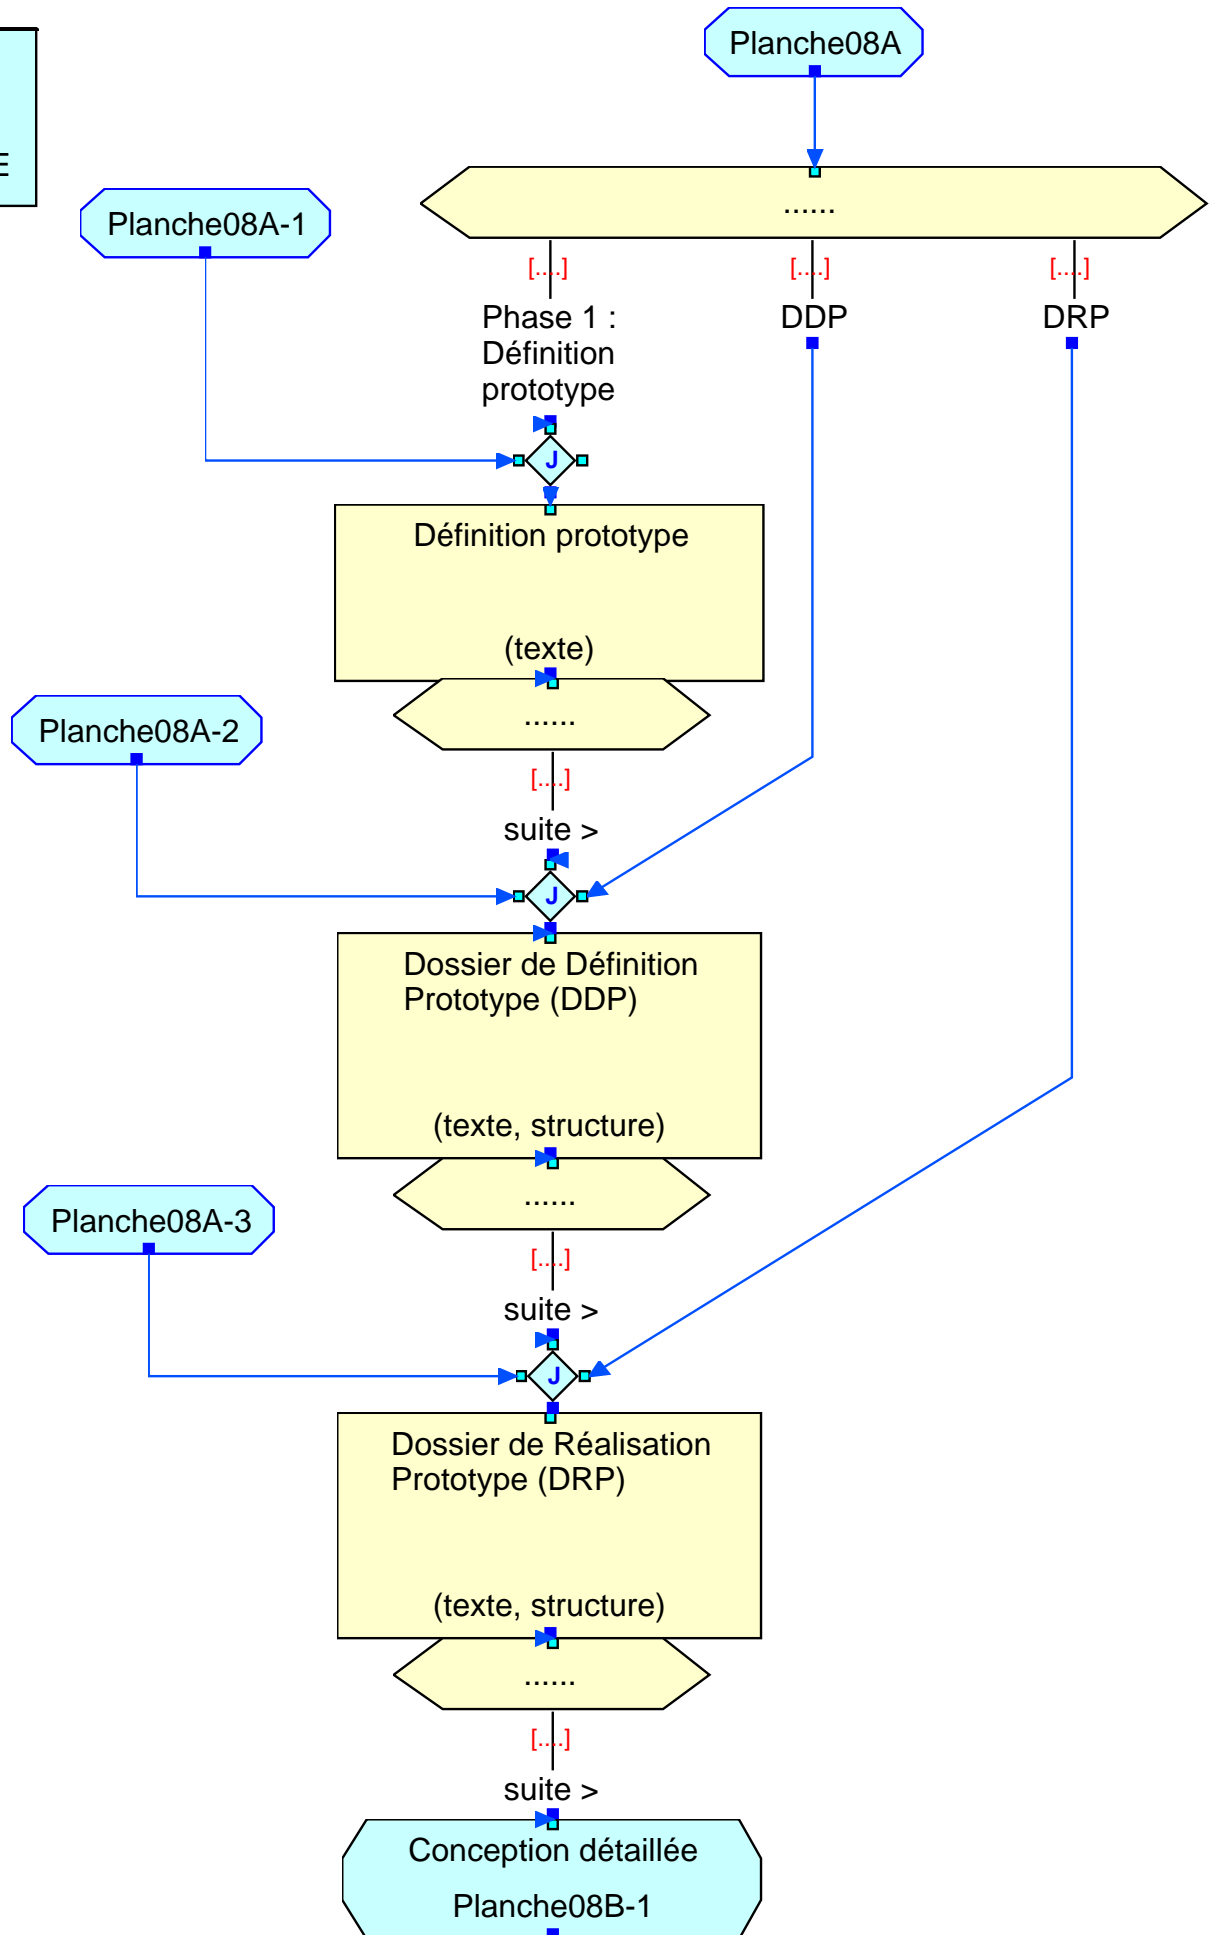 Planche08A
E
Planche08A-1
......
[....]
[....]
[....]
Phase 1 :
Définition
prototype
DDP
DRP
J
Définition prototype
(texte)
Planche08A-2
......
[....]
suite >
J
Dossier de Définition
Prototype (DDP)
(texte, structure)
Planche08A-3
......
[....]
suite >
J
Dossier de Réalisation
Prototype (DRP)
(texte, structure)
......
[....]
suite >
Conception détaillée
Planche08B-1